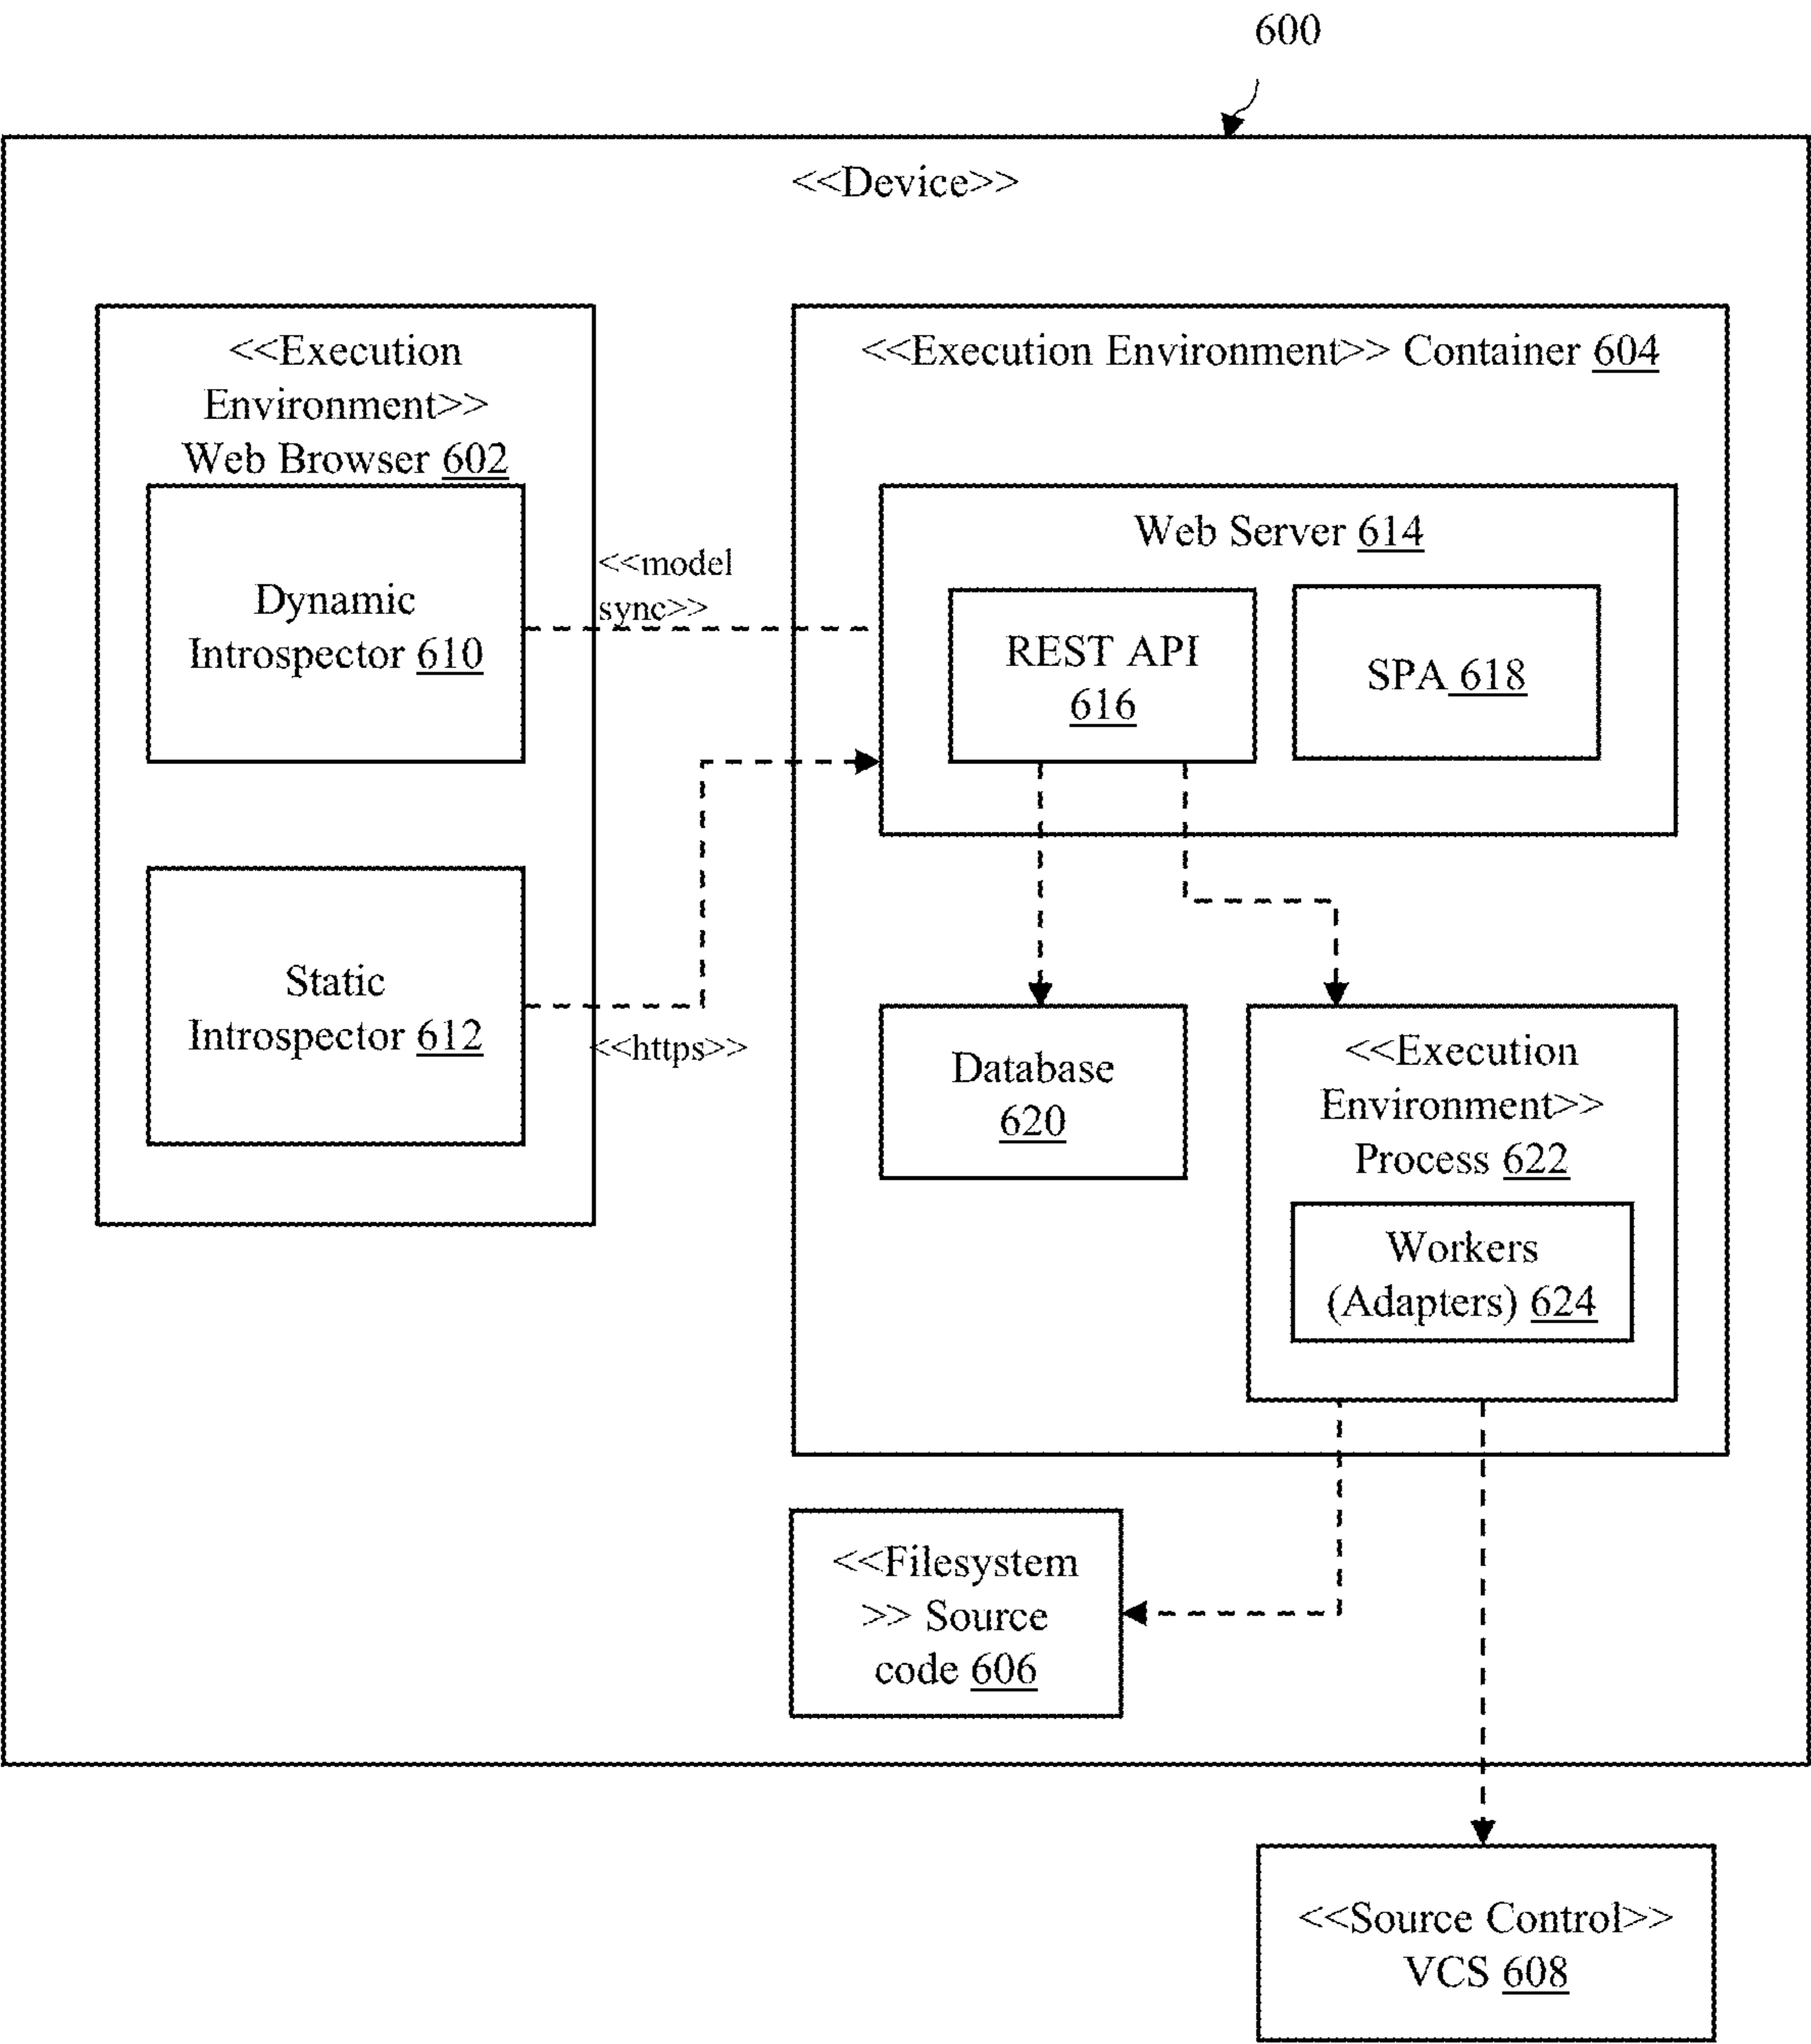 600
<<Device>>
<<Execution
Environment>>
Web Browser 602
Dynamic
Introspector 610
Static
Introspector 612
<<model
sync>>
<<https>>
<<Execution Environment>> Container 604
Web Server 614
REST API
616
SPA 618
Database
620
<<Execution
Environment>>
Process 622
Workers
(Adapters) 624
<<Filesystem
>> Source
code 606
<<Source Control>>
VCS 608